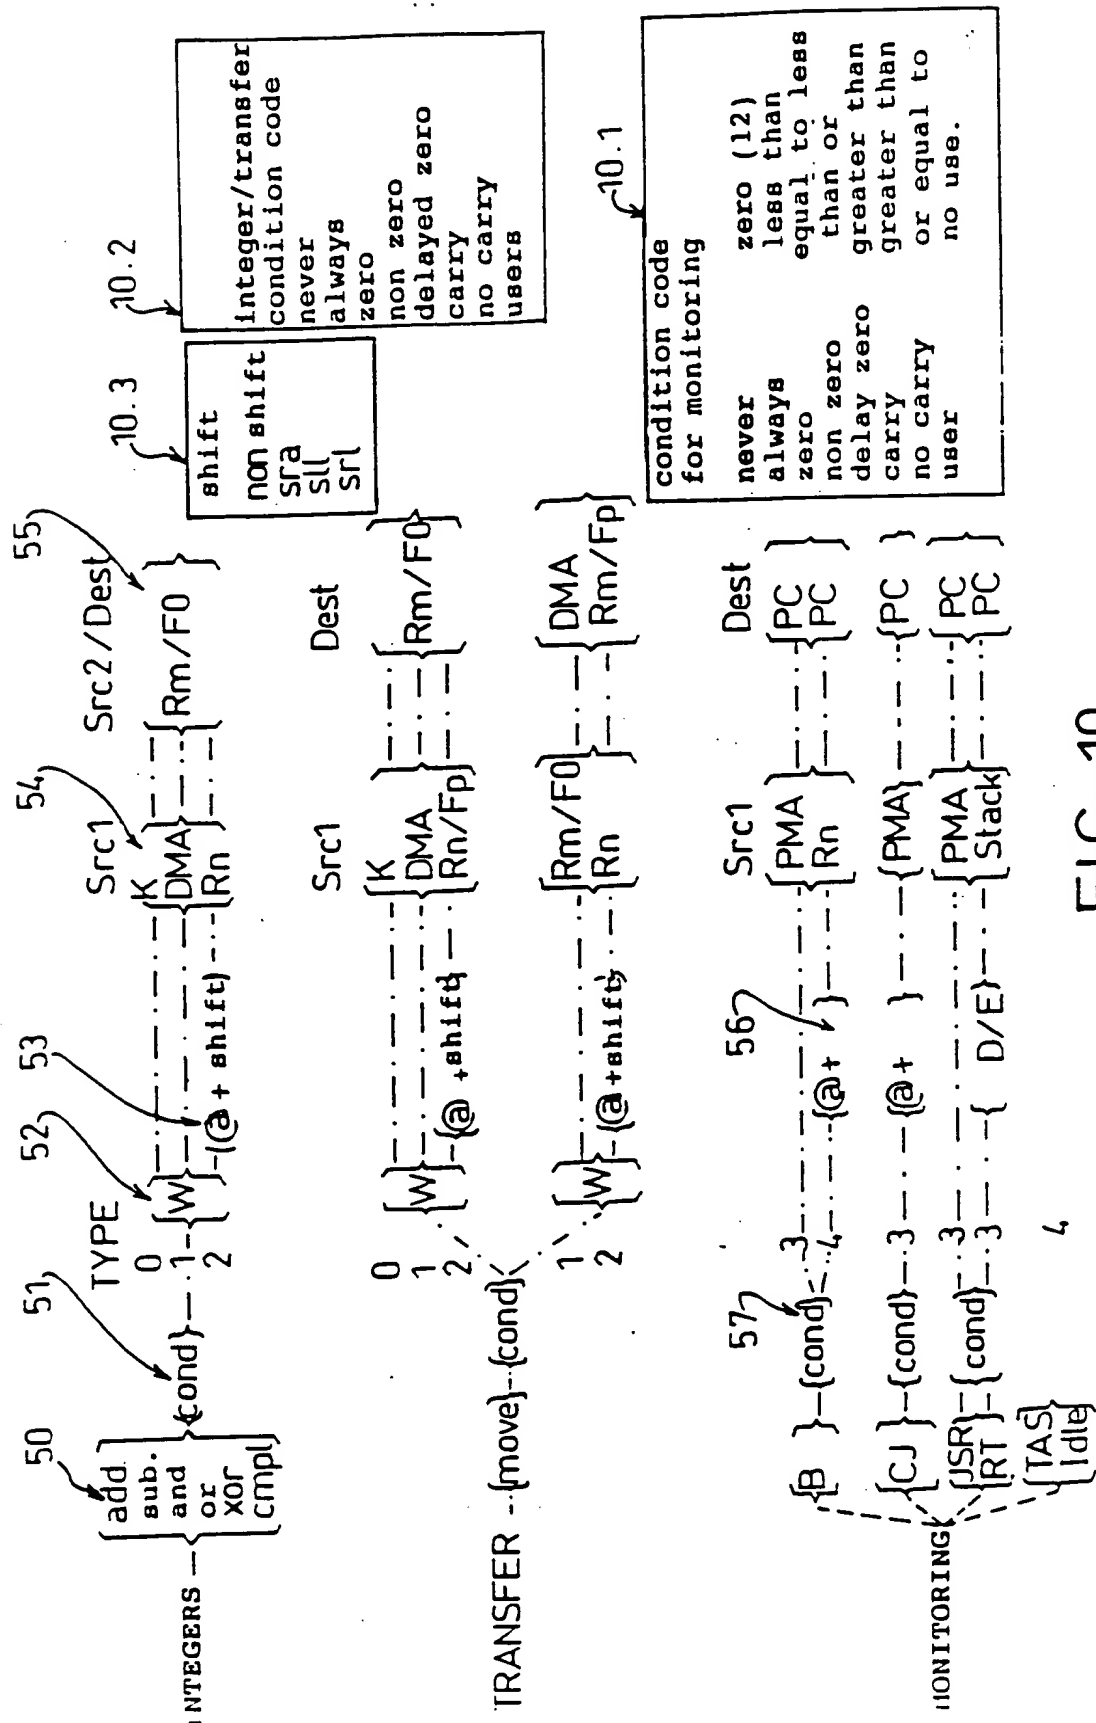 50
51
52
53
54
55
TYPE
Src1
Src2/Dest
INTEGERS
add
sub.
and
or
xor
cmpl
{cond}
0
1
2
{W}
{@ + shift}
K
DMA
Rn
{Rm/F0}
10.3
shift
non shift
sra
sll
srl
10.2
integer/transfer
condition code
never
always
zero
non zero
delayed zero
carry
no carry
users
TRANSFER
{move}
{cond}
0
1
2
{W}
{@ +shift}
Src1
K
DMA
Rn/Fp
Dest
{Rm/F0}
1
2
{W}
{@ +shift}
Rm/F0
Rn
DMA
Rm/Fp
57
56
Src1
Dest
MONITORING
{B}
{cond}
3
4
{@+ }
PMA
Rn
PC
PC
{CJ}
{cond}
3
{@+ }
{PMA}
{PC}
JSR
RT
{cond}
3
3
{ D/E}
PMA
Stack
PC
PC
TAS
Idle
4
10.1
condition code
for monitoring
never zero (12)
always less than
zero equal to less
non zero than or
delay zero greater than
carry greater than
no carry or equal to
user no use.
FIG. 10